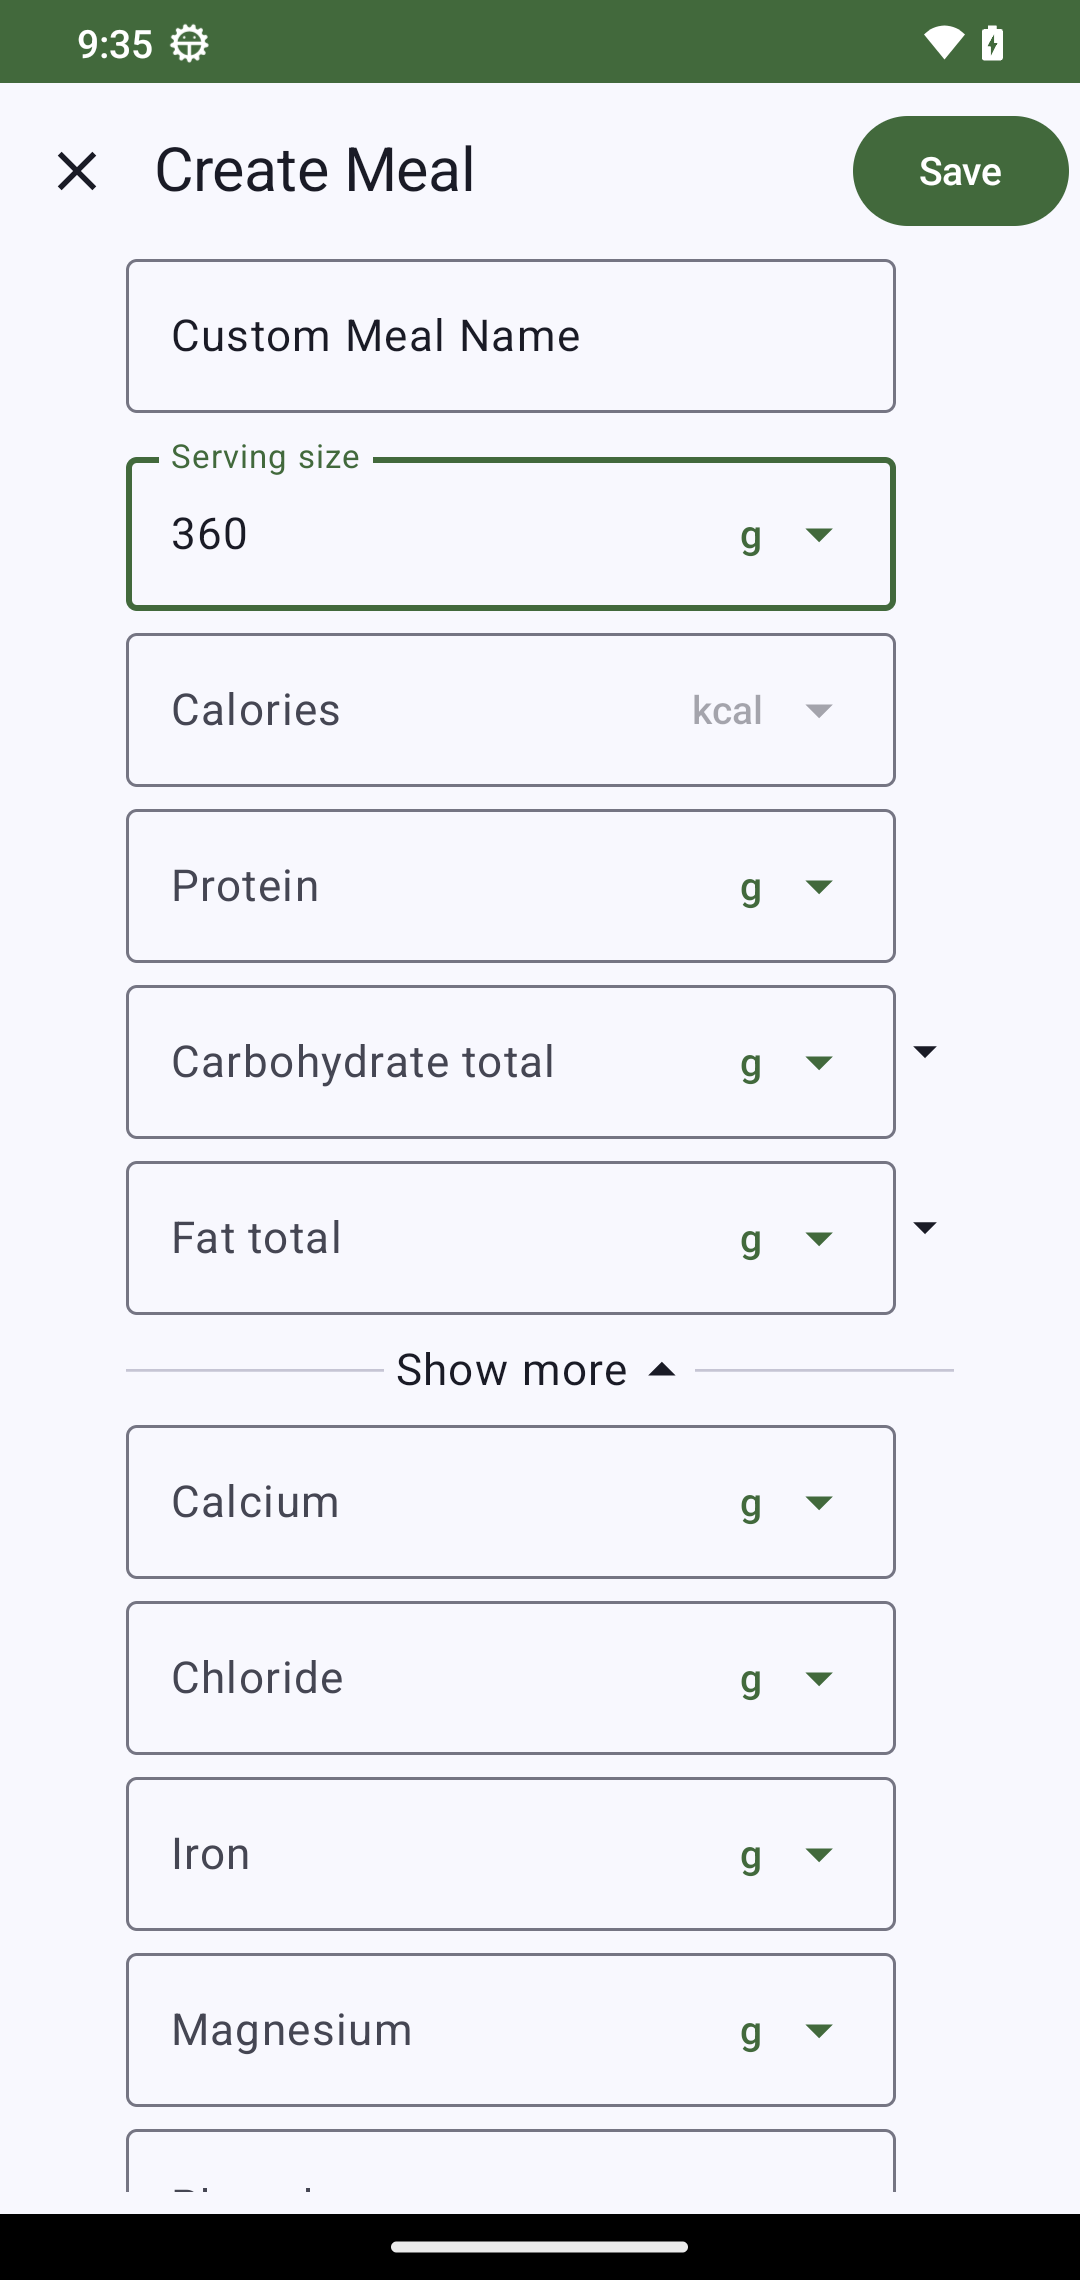 9:35
Create Meal
Save
Custom Meal Name
Serving size
360 g
Calories kcal
Protein g
Carbohydrate total g
Fat total g
Show more
Calcium g
Chloride g
Iron g
Magnesium g